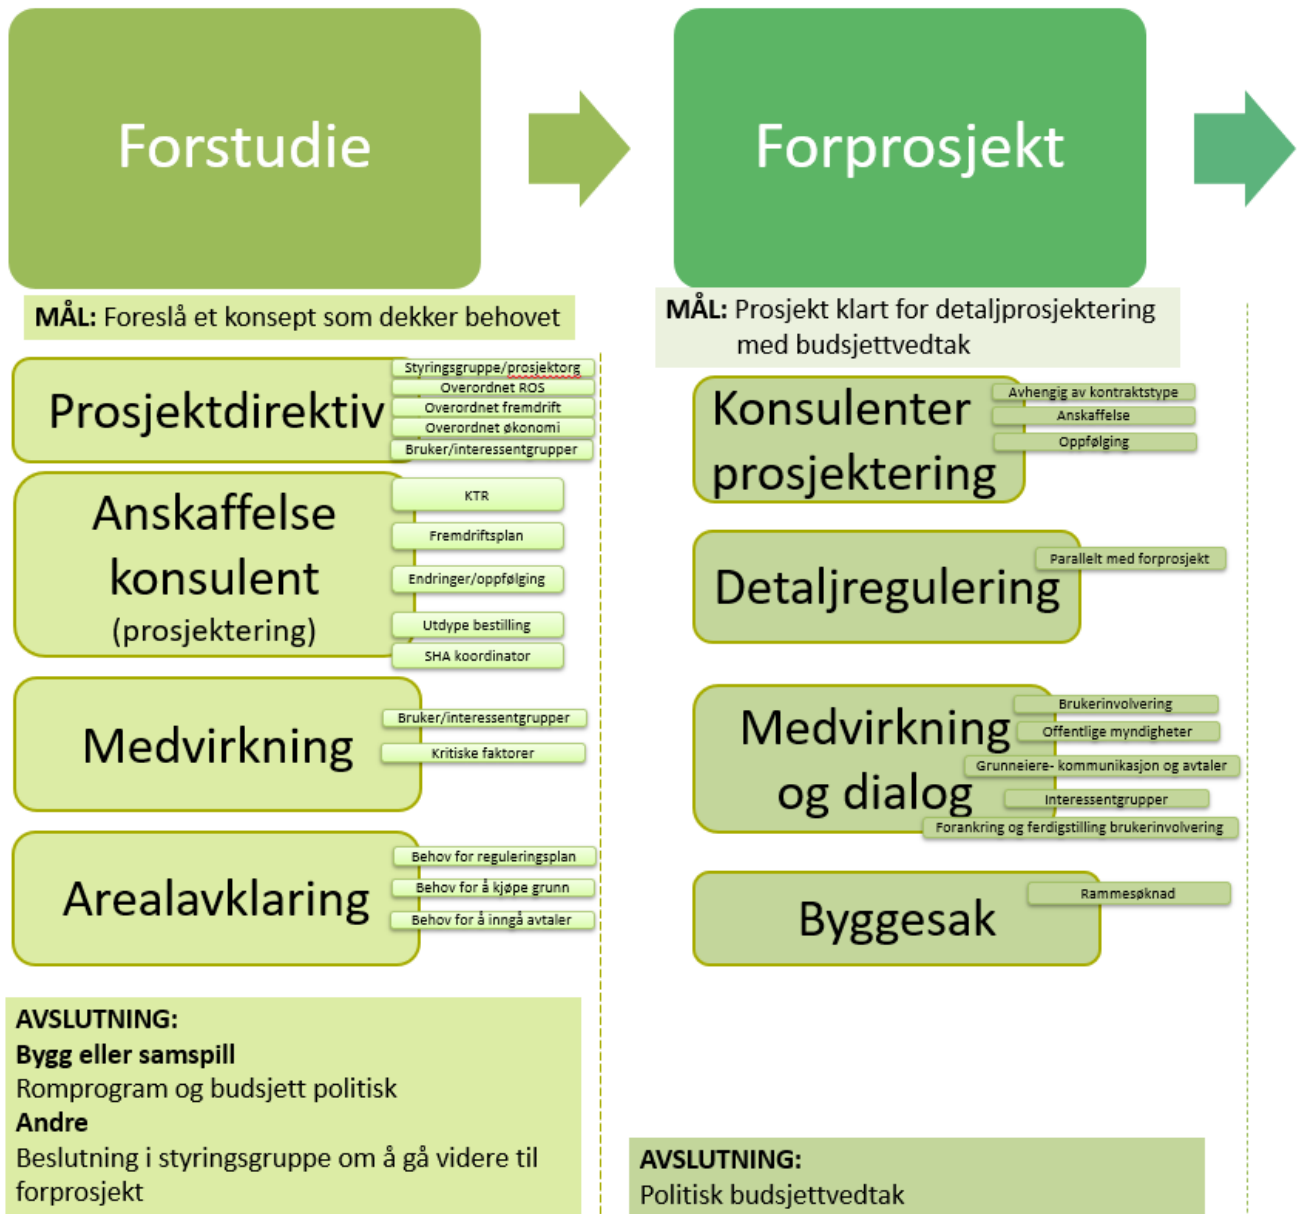 Forstudie
MÅL: Foreslå et konsept som dekker behovet
Prosjektdirektiv
Styringsgruppe/prosjektorg
Overordnet ROS
Overordnet fremdrift
Overordnet økonomi
Bruker/interessentgrupper
Anskaffelse
konsulent
(prosjektering)
KTR
Fremdriftsplan
Endringer/oppfølging
Utdype bestilling
SHA koordinator
Medvirkning
Bruker/interessentgrupper
Kritiske faktorer
Arealavklaring
Behov for reguleringsplan
Behov for å kjøpe grunn
Behov for å inngå avtaler
AVSLUTNING:
Bygg eller samspill
Romprogram og budsjett politisk
Andre
Beslutning i styringsgruppe om å gå videre til
forprosjekt
Forprosjekt
MÅL: Prosjekt klart for detaljprosjektering
med budsjettvedtak
Konsulenter
prosjektering
Avhengig av kontraktstype
Anskaffelse
Oppfølging
Detaljregulering
Parallelt med forprosjekt
Medvirkning
og dialog
Brukerinvolvering
Offentlige myndigheter
Grunneiere- kommunikasjon og avtaler
Interessentgrupper
Forankring og ferdigstilling brukerinvolvering
Byggesak
Rammesøknad
AVSLUTNING:
Politisk budsjettvedtak